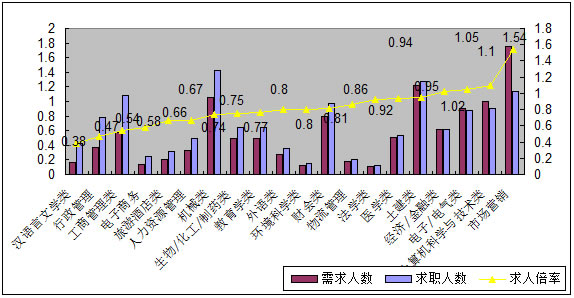 2
1.8
1.6
1.4
1.2
1
0.8
0.6
0.4
0.2
0
1.8
1.6
1.4
1.2
1
0.8
0.6
0.4
0.2
0
0.38
0.47
0.54
0.58
0.66
0.67
0.74
0.75
0.77
0.8
0.8
0.81
0.86
0.92
0.94
0.95
1.02
1.05
1.1
1.54
汉语言文学类
行政管理
工商管理类
电子商务
旅游酒店类
人力资源管理
机械类
生物/化工/制药类
教育学类
外语类
环境科学类
财会类
物流管理
法学类
医学类
土建类
经济/金融类
电子/电气类
算机科学与技术类
市场营销
需求人数
求职人数
求人倍率